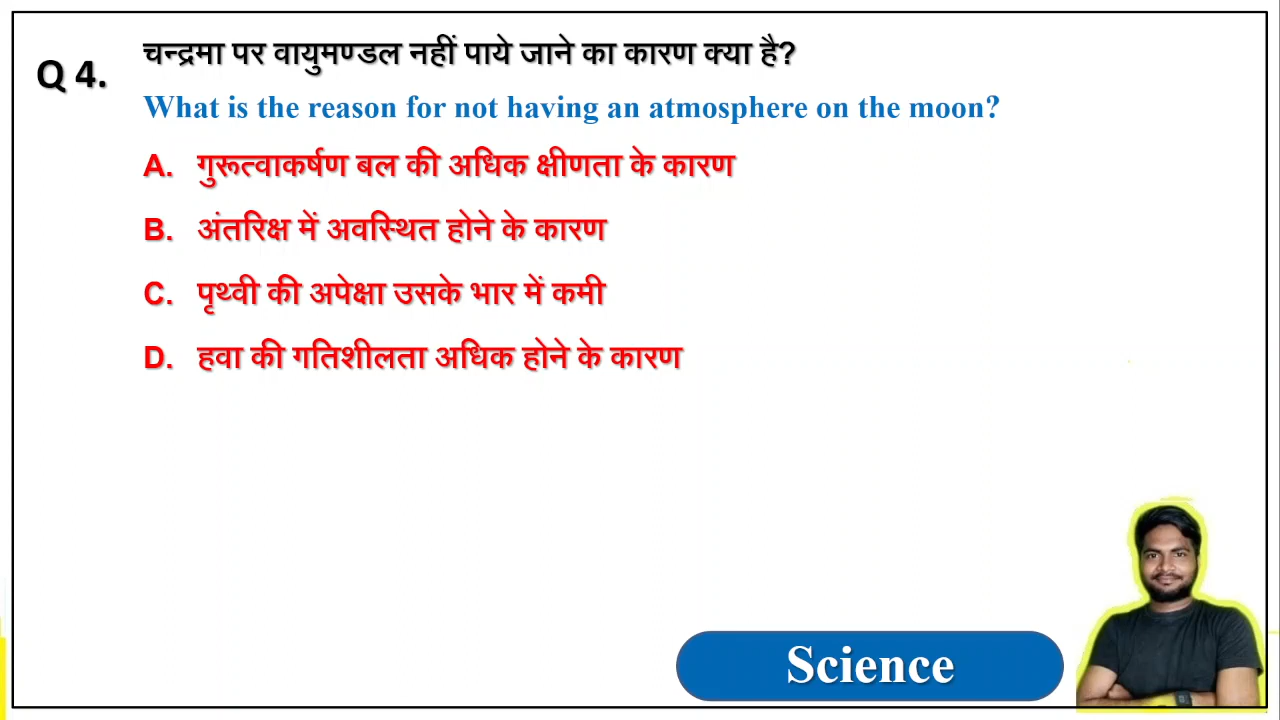 Q 4.
चन्द्रमा पर वायुमण्डल नहीं पाये जाने का कारण क्या है?
What is the reason for not having an atmosphere on the moon?
A. गुरूत्वाकर्षण बल की अधिक क्षीणता के कारण
B. अंतरिक्ष में अवस्थित होने के कारण
C. पृथ्वी की अपेक्षा उसके भार में कमी
D. हवा की गतिशीलता अधिक होने के कारण
Science